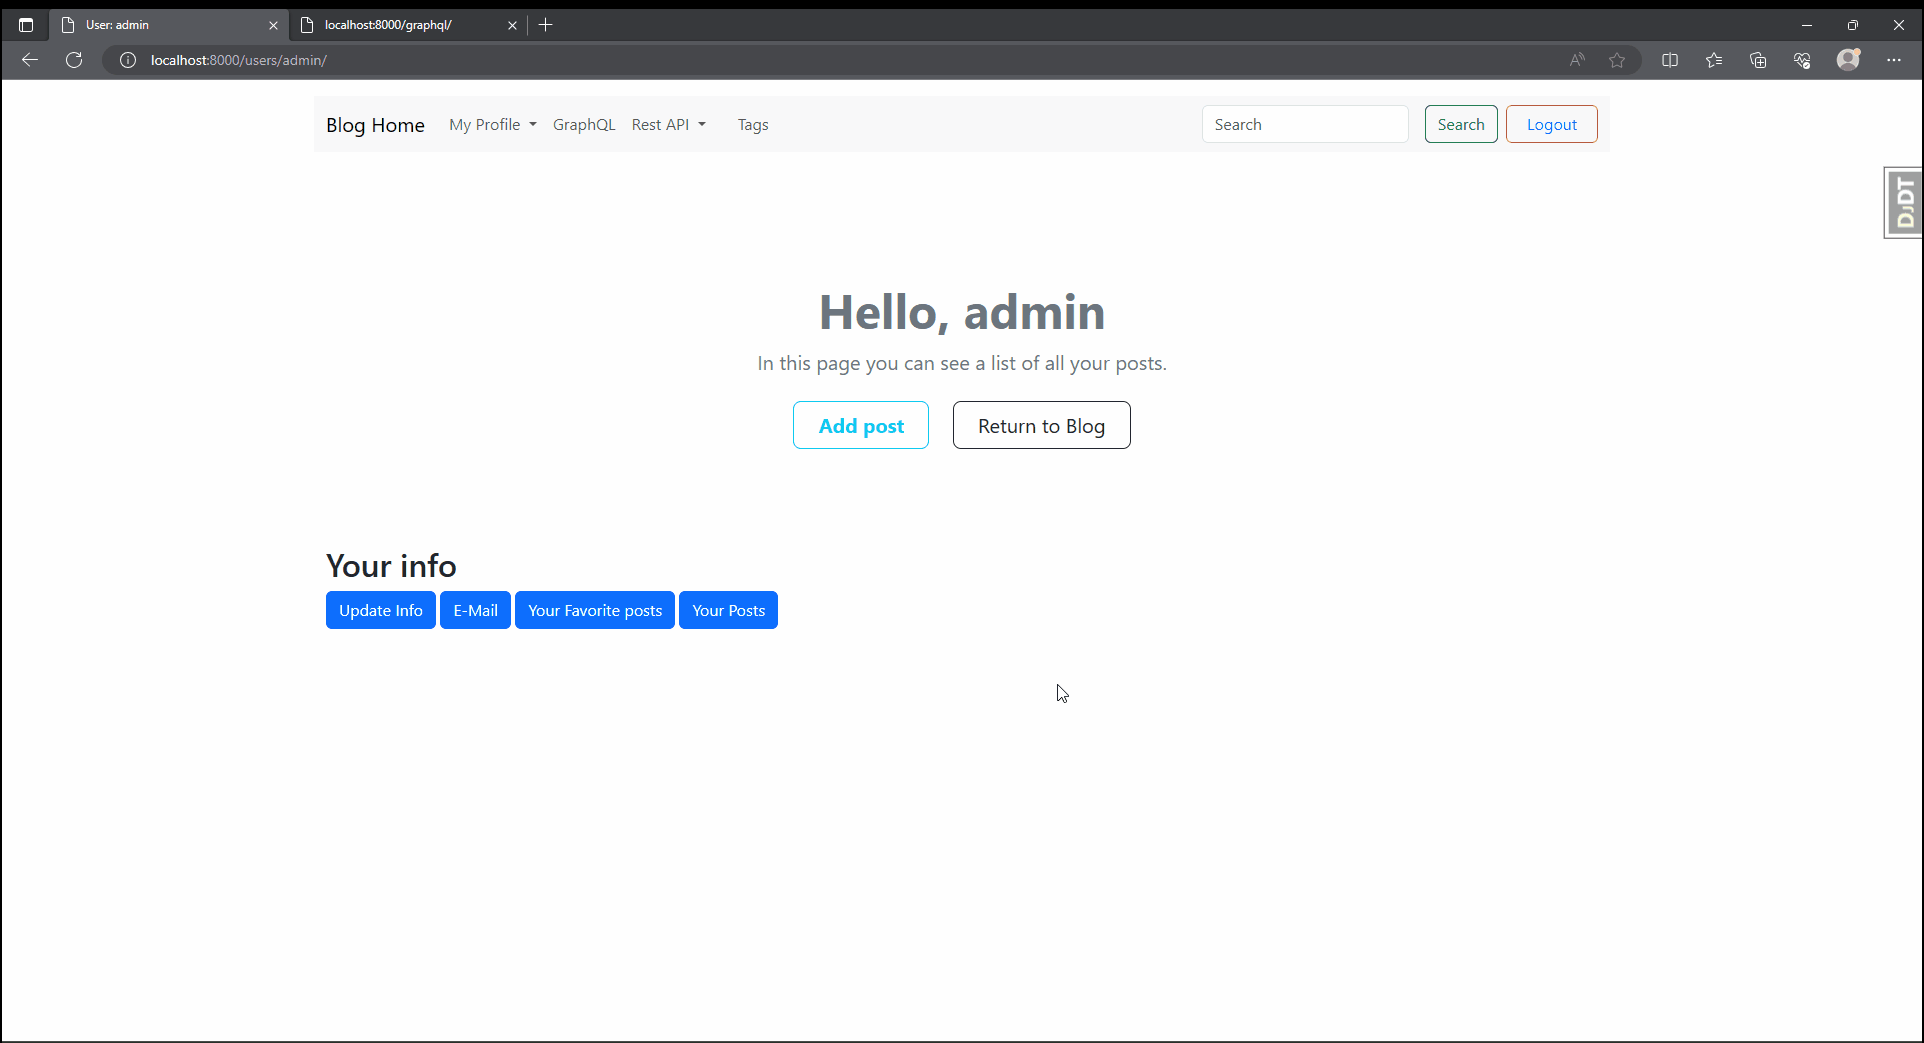 User: admin
localhost:8000/graphql/
localhost:8000/users/admin/
Blog Home My Profile GraphQL Rest API Tags Search Search Logout
DJDT
Hello, admin
In this page you can see a list of all your posts.
Add post Return to Blog
Your info
Update Info E-Mail Your Favorite posts Your Posts